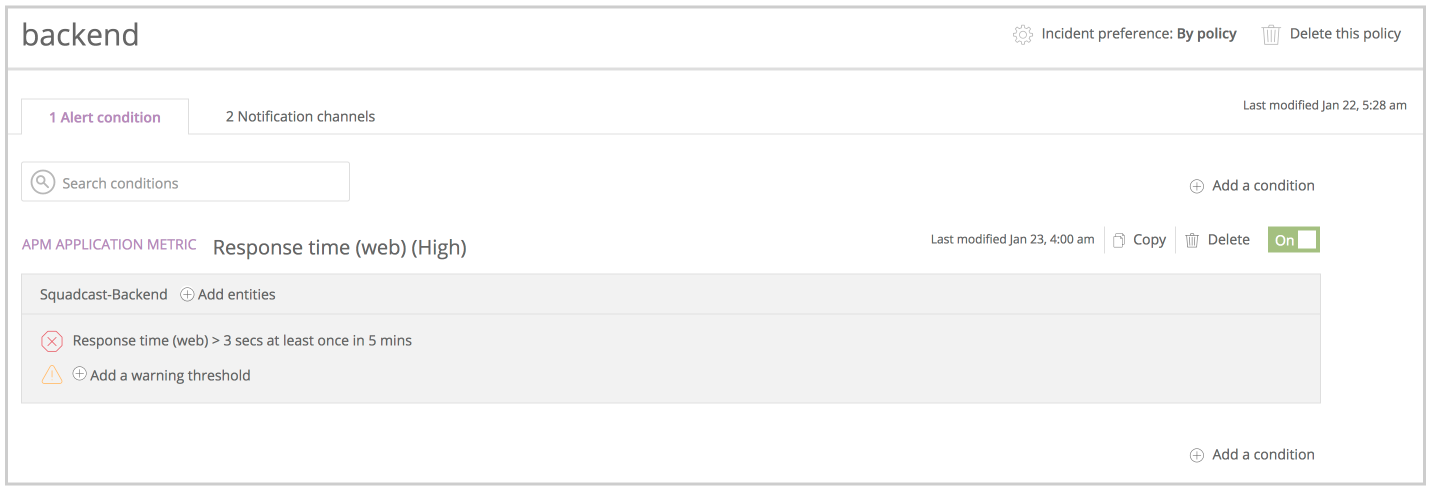 backend
Incident preference: By policy
Delete this policy
1 Alert condition
2 Notification channels
Last modified Jan 22, 5:28 am
Search conditions
Add a condition
APM APPLICATION METRIC
Response time (web) (High)
Last modified Jan 23, 4:00 am
Copy
Delete
On
Squadcast-Backend
Add entities
Response time (web) > 3 secs at least once in 5 mins
Add a warning threshold
Add a condition